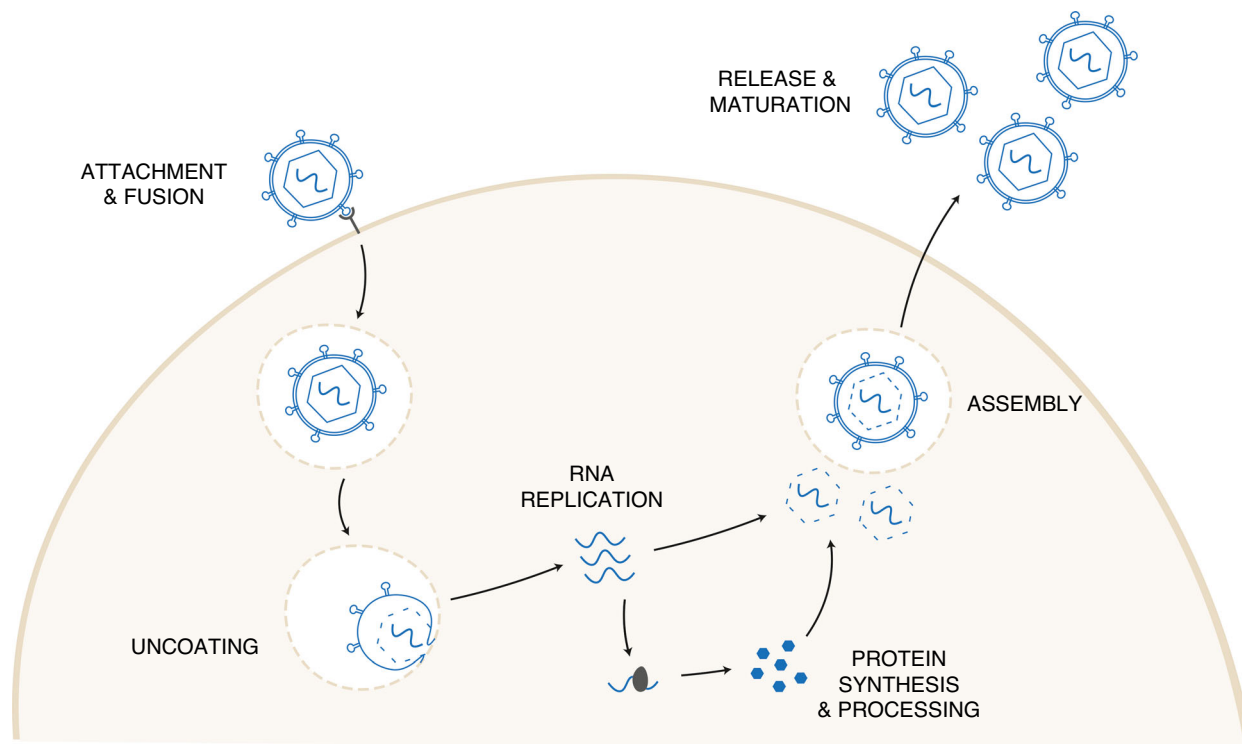 ATTACHMENT
& FUSION
UNCOATING
RNA
REPLICATION
PROTEIN
SYNTHESIS
& PROCESSING
ASSEMBLY
RELEASE &
MATURATION